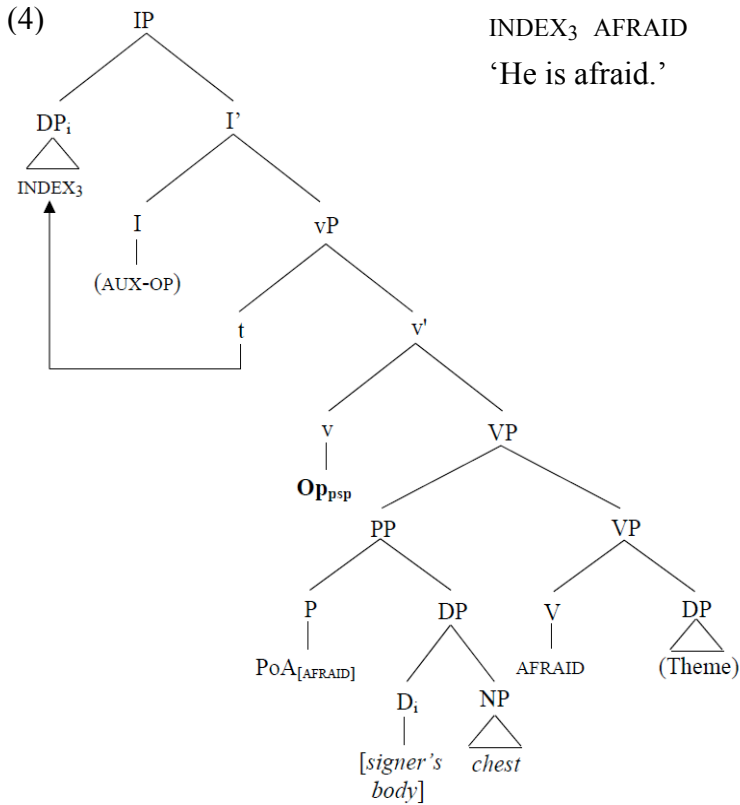 (4) IP INDEX₃ AFRAID
‘He is afraid.’
DPᵢ I’
INDEX₃
I vP
(AUX-OP)
t v'
v VP
Opₚₛₚ
PP VP
P DP V DP
PoA[AFRAID] AFRAID (Theme)
Dᵢ NP
[signer’s chest
body]